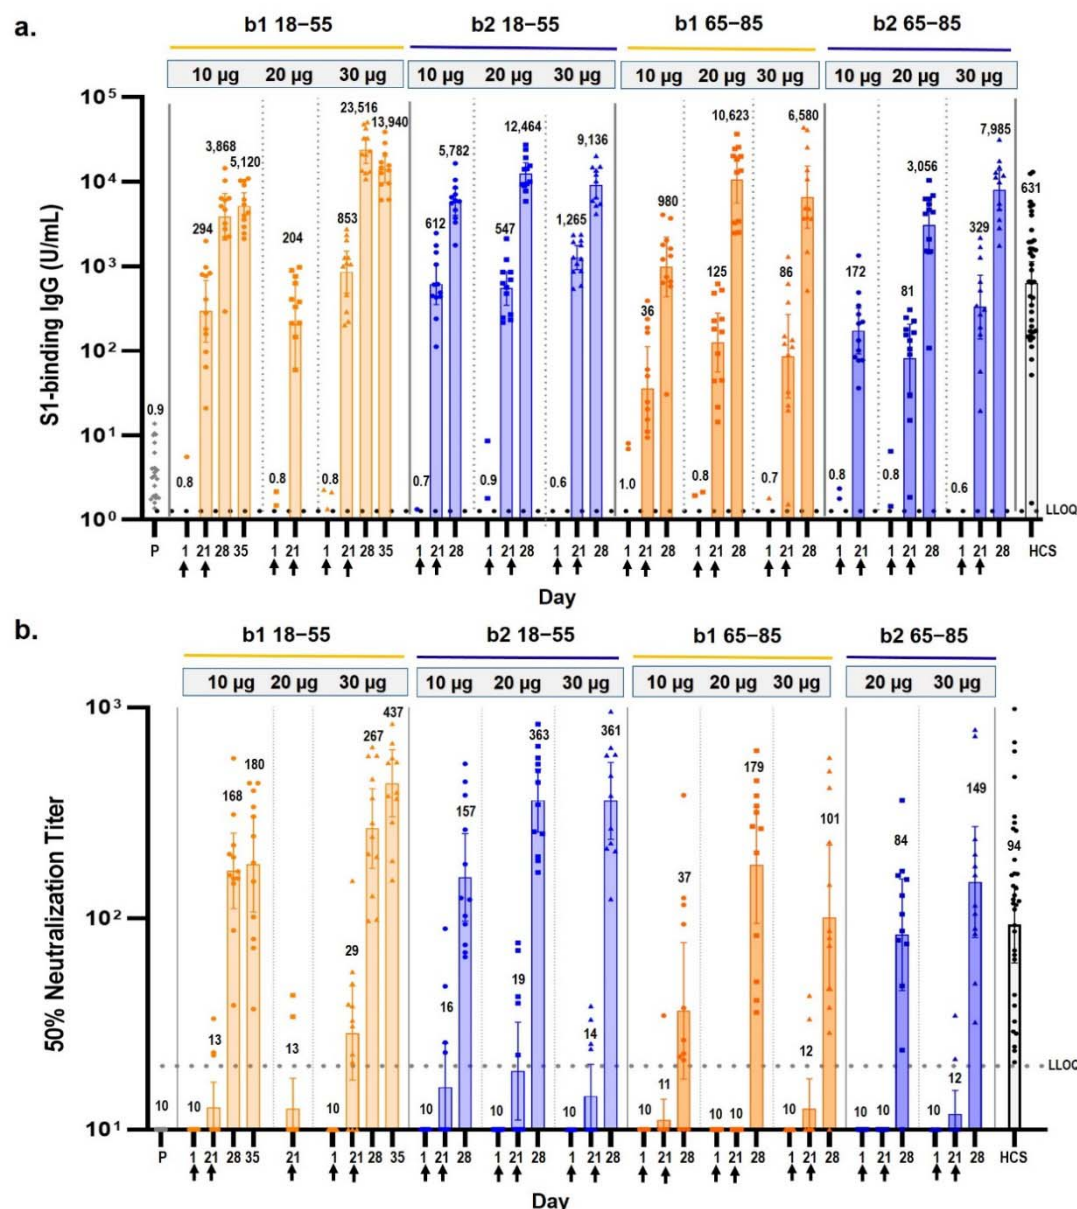 a.
b1 18–55 b2 18–55 b1 65–85 b2 65–85
10 µg 20 µg 30 µg 10 µg 20 µg 30 µg 10 µg 20 µg 30 µg 10 µg 20 µg 30 µg
S1-binding IgG (U/mL)
10⁵
10⁴
10³
10²
10¹
10⁰
0.9
0.8 294 3,868 5,120
0.8 204
0.8 853 23,516 13,940
0.7 612 5,782
0.9 547 12,464
0.6 1,265 9,136
1.0 36 980
0.8 125 10,623
0.7 86 6,580
0.8 172
0.8 81 3,056
0.6 329 7,985
631
LLOQ
P 1 21 28 35 1 21 1 21 28 35 1 21 28 1 21 28 1 21 28 1 21 28 1 21 28 1 21 28 1 21 1 21 28 1 21 28 HCS
Day
b.
b1 18–55 b2 18–55 b1 65–85 b2 65–85
10 µg 20 µg 30 µg 10 µg 20 µg 30 µg 10 µg 20 µg 30 µg 20 µg 30 µg
50% Neutralization Titer
10³
10²
10¹
10
10 13 168 180
13
10 29 267 437
10 16 157
10 19 363
10 14 361
10 11 37
10 10 179
10 12 101
10 10 84
10 12 149
94
LLOQ
P 1 21 28 35 21 1 21 28 35 1 21 28 1 21 28 1 21 28 1 21 28 1 21 28 1 21 28 1 21 28 1 21 28 HCS
Day